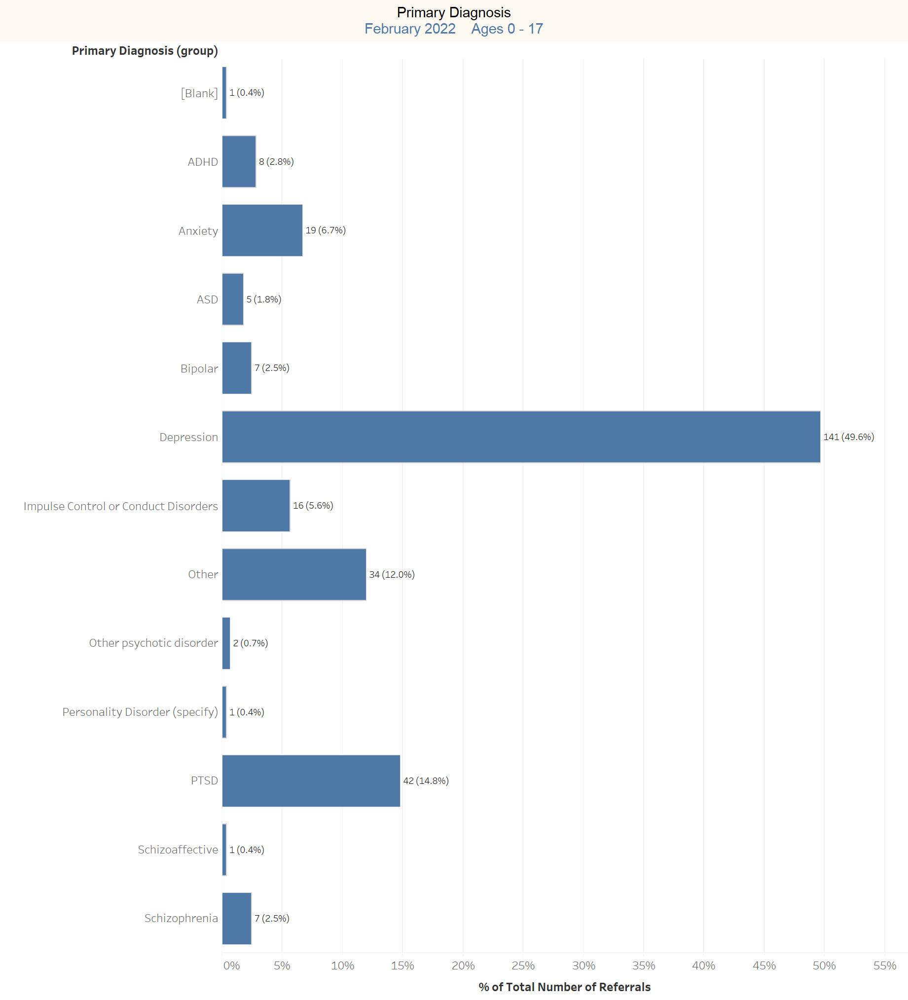 Primary Diagnosis
February 2022 Ages 0 - 17
Primary Diagnosis (group)
[Blank] 1 (0.4%)
ADHD 8 (2.8%)
Anxiety 19 (6.7%)
ASD 5 (1.8%)
Bipolar 7 (2.5%)
Depression 141 (49.6%)
Impulse Control or Conduct Disorders 16 (5.6%)
Other 34 (12.0%)
Other psychotic disorder 2 (0.7%)
Personality Disorder (specify) 1 (0.4%)
PTSD 42 (14.8%)
Schizoaffective 1 (0.4%)
Schizophrenia 7 (2.5%)
0% 5% 10% 15% 20% 25% 30% 35% 40% 45% 50% 55%
% of Total Number of Referrals